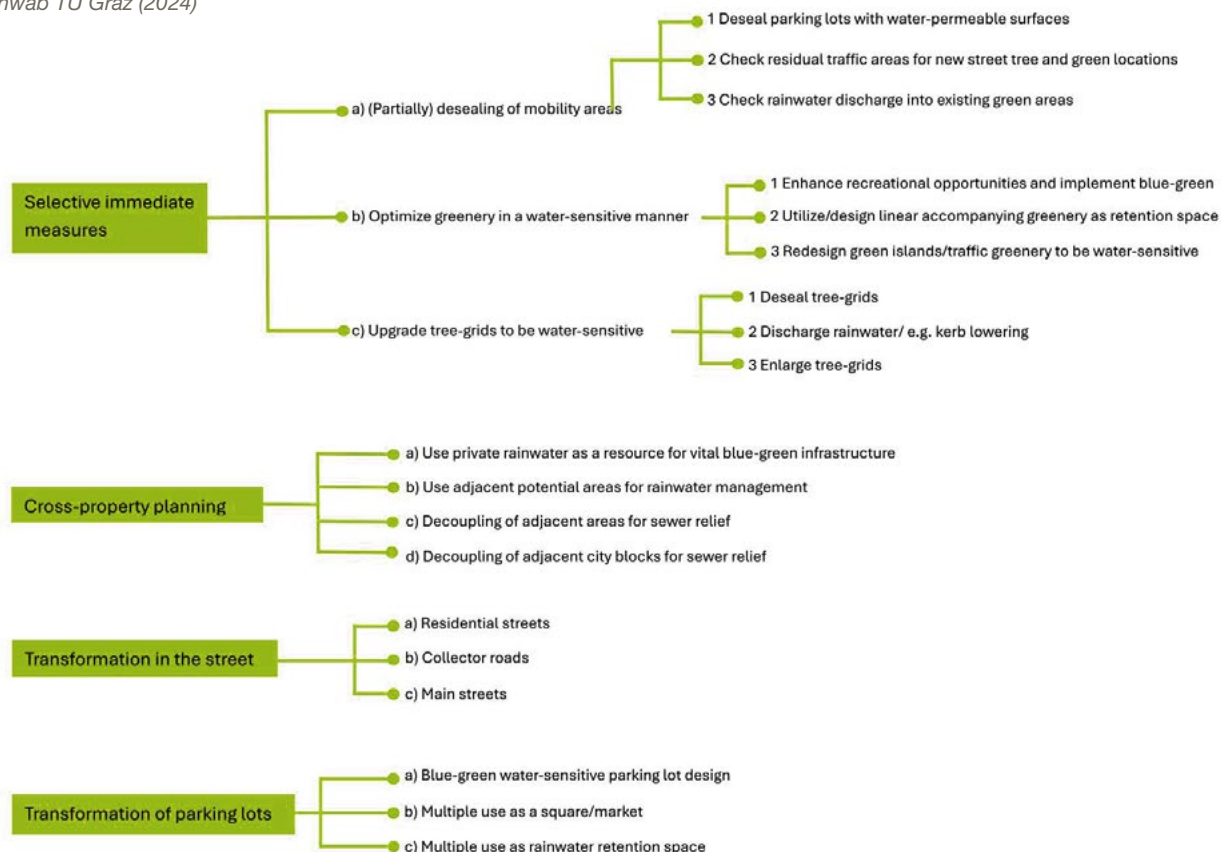 hwab TU Graz (2024)
1 Deseal parking lots with water-permeable surfaces
2 Check residual traffic areas for new street tree and green locations
3 Check rainwater discharge into existing green areas
a) (Partially) desealing of mobility areas
Selective immediate
measures
1 Enhance recreational opportunities and implement blue-green
b) Optimize greenery in a water-sensitive manner
2 Utilize/design linear accompanying greenery as retention space
3 Redesign green islands/traffic greenery to be water-sensitive
1 Deseal tree-grids
c) Upgrade tree-grids to be water-sensitive
2 Discharge rainwater/ e.g. kerb lowering
3 Enlarge tree-grids
Cross-property planning
a) Use private rainwater as a resource for vital blue-green infrastructure
b) Use adjacent potential areas for rainwater management
c) Decoupling of adjacent areas for sewer relief
d) Decoupling of adjacent city blocks for sewer relief
Transformation in the street
a) Residential streets
b) Collector roads
c) Main streets
Transformation of parking lots
a) Blue-green water-sensitive parking lot design
b) Multiple use as a square/market
c) Multiple use as rainwater retention space